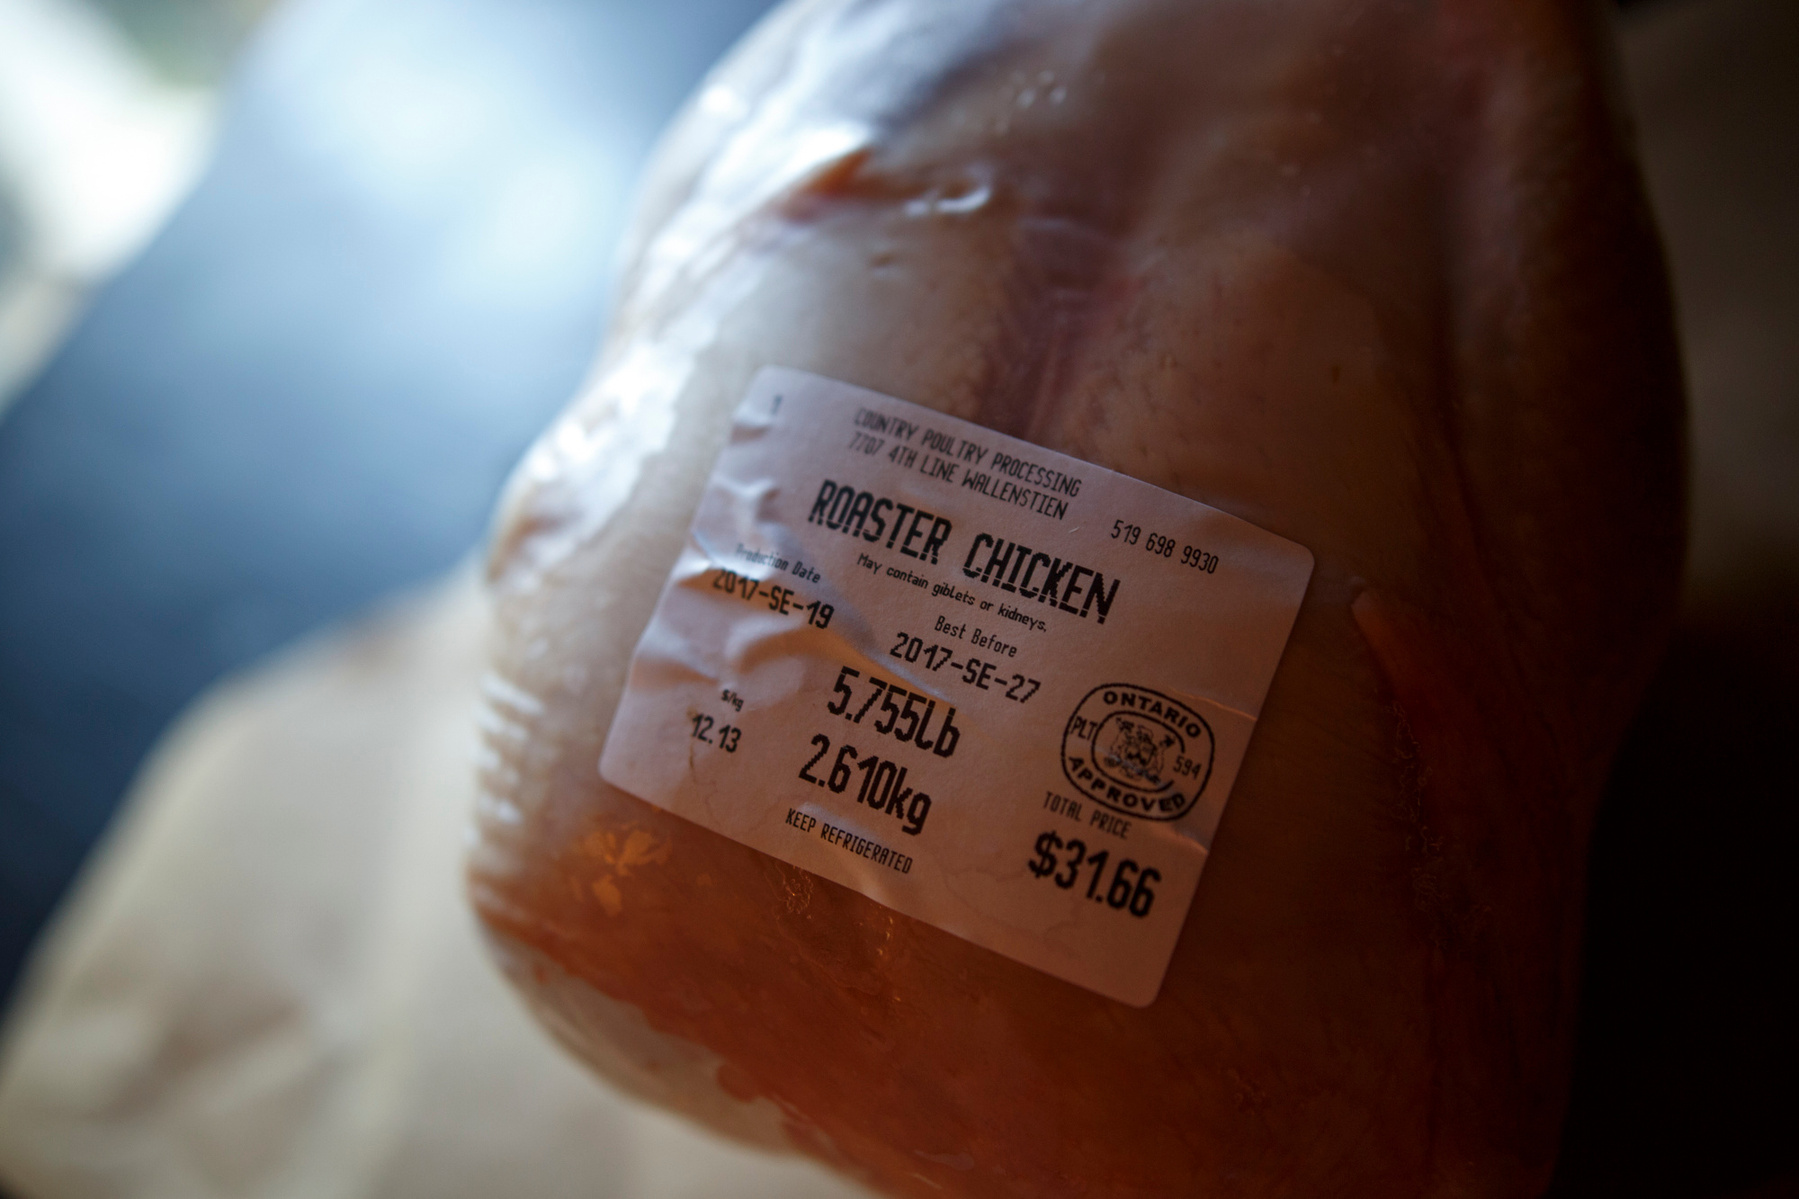 1
COUNTRY POULTRY PROCESSING
7707 4TH LINE WALLENSTIEN
519 698 9930
ROASTER CHICKEN
May contain giblets or kidneys.
Production Date
2017-SE-19
Best Before
2017-SE-27
5.755Lb
$/kg
12.13
2.610kg
KEEP REFRIGERATED
ONTARIO
PLT 594
APPROVED
TOTAL PRICE
$31.66